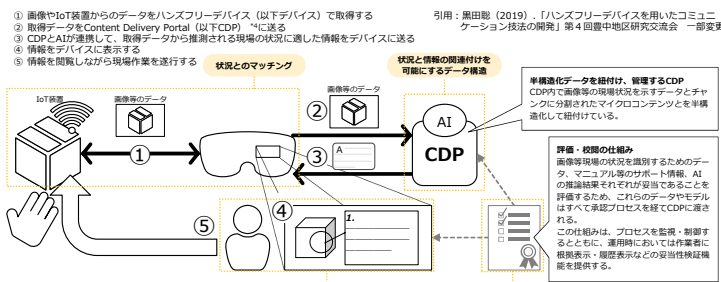 ① 画像やIoT装置からのデータをハンズフリーデバイス（以下デバイス）で取得する
② 取得データをContent Delivery Portal（以下CDP）*4に送る
③ CDPとAIが連携して、取得データから推測される現場の状況に適した情報をデバイスに送る
④ 情報をデバイスに表示する
⑤ 情報を閲覧しながら現場作業を遂行する
引用：黒田聡（2019）.「ハンズフリーデバイスを用いたコミュニ
ケーション技法の開発」第４回豊中地区研究交流会　一部変更
状況とのマッチング
状況と情報の関連付けを
可能にするデータ構造
IoT装置
画像等のデータ
画像等のデータ
①
②
③
A
AI
CDP
④
1.
⑤
半構造化データを紐付け、管理するCDP
CDP内で画像等の現場状況を示すデータとチャ
ンクに分割されたマイクロコンテンツとを半構
造化して紐付けている。
評価・校閲の仕組み
画像等現場の状況を識別するためのデー
タ、マニュアル等のサポート情報、AI
の推論結果それぞれが妥当であることを
評価するため、これらのデータやモデル
はすべて承認プロセスを経てCDPに渡さ
れる。
この仕組みは、プロセスを監視・制御す
るとともに、運用時においては作業者に
根拠表示・履歴表示などの妥当性検証機
能を提供する。